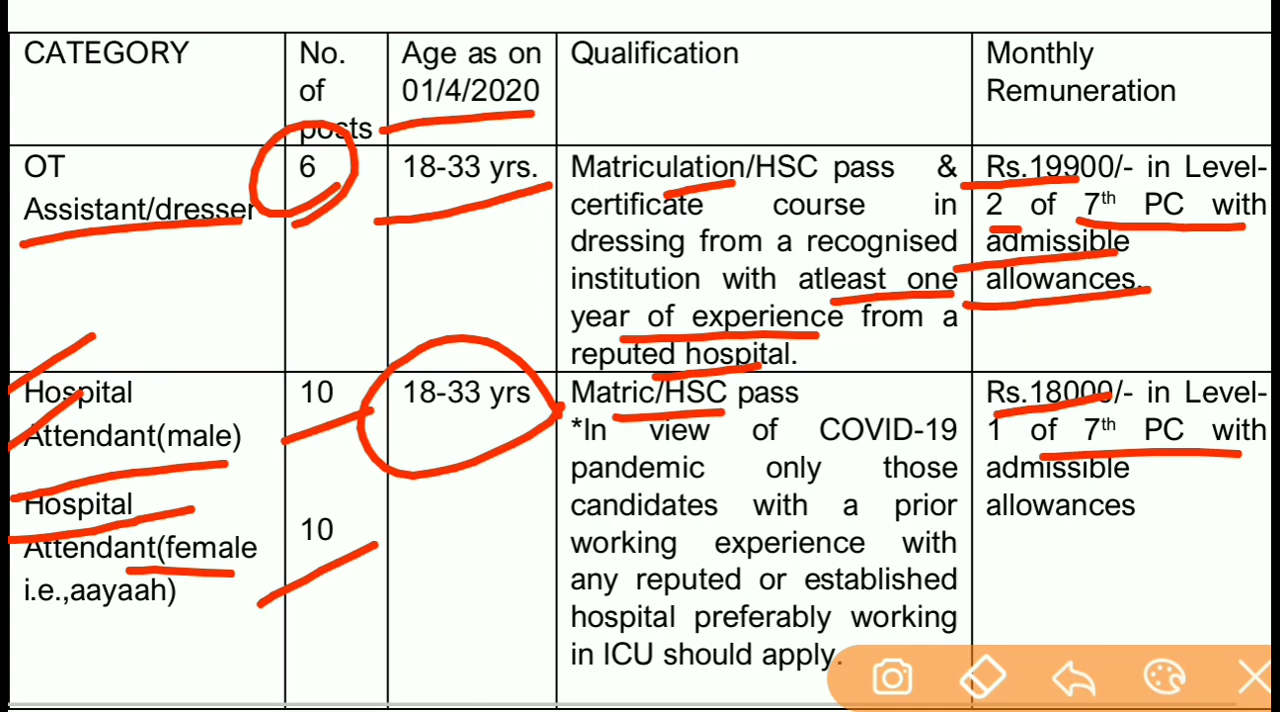 CATEGORY
No.
of
posts
Age as on
01/4/2020
Qualification
Monthly
Remuneration
OT
Assistant/dresser
6
18-33 yrs.
Matriculation/HSC pass &
certificate course in
dressing from a recognised
institution with atleast one
year of experience from a
reputed hospital.
Rs.19900/- in Level-
2 of 7th PC with
admissible
allowances.
Hospital
Attendant(male)
Hospital
Attendant(female
i.e.,aayaah)
10
10
18-33 yrs
Matric/HSC pass
*In view of COVID-19
pandemic only those
candidates with a prior
working experience with
any reputed or established
hospital preferably working
in ICU should apply.
Rs.18000/- in Level-
1 of 7th PC with
admissible
allowances